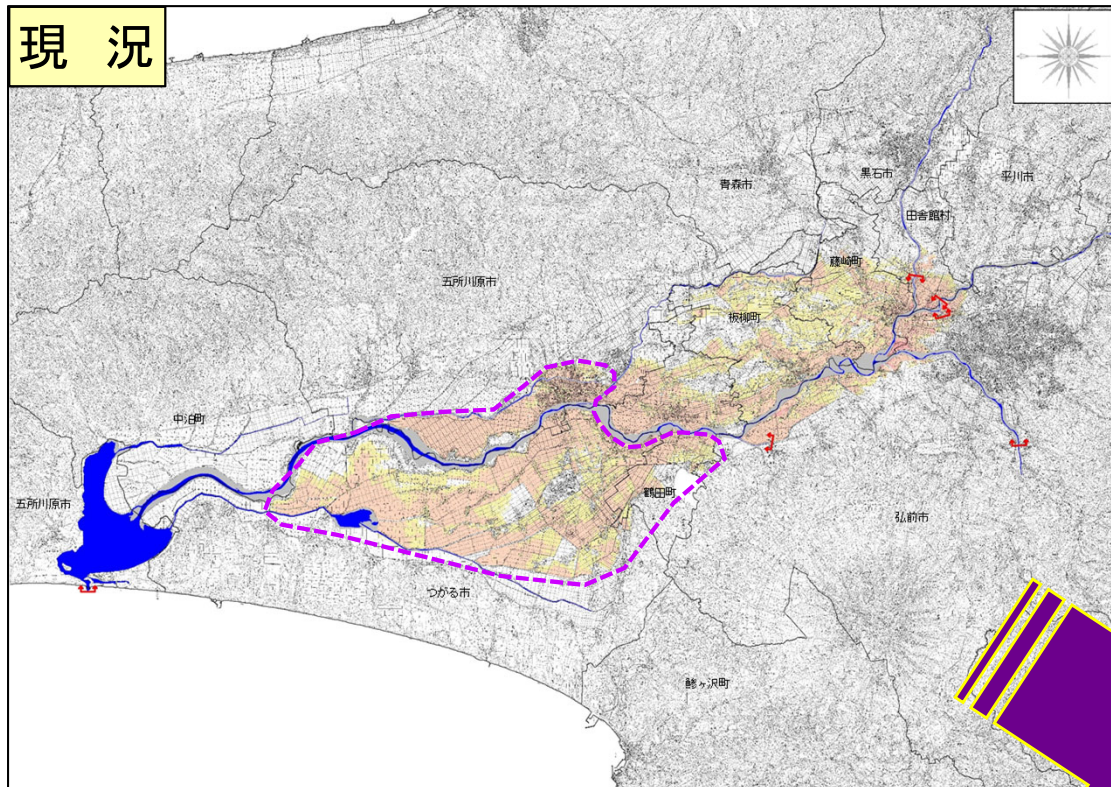 現 況
青森市
黒石市
平川市
田舎館村
藤崎町
五所川原市
板柳町
中泊町
鶴田町
五所川原市
弘前市
つがる市
鰺ヶ沢町